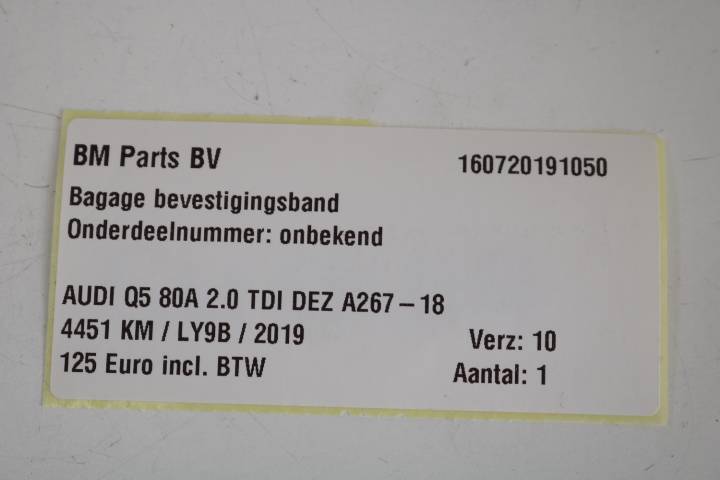 BM Parts BV 160720191050
Bagage bevestigingsband
Onderdeelnummer: onbekend
AUDI Q5 80A 2.0 TDI DEZ A267-18
4451 KM / LY9B / 2019 Verz: 10
125 Euro incl. BTW Aantal: 1